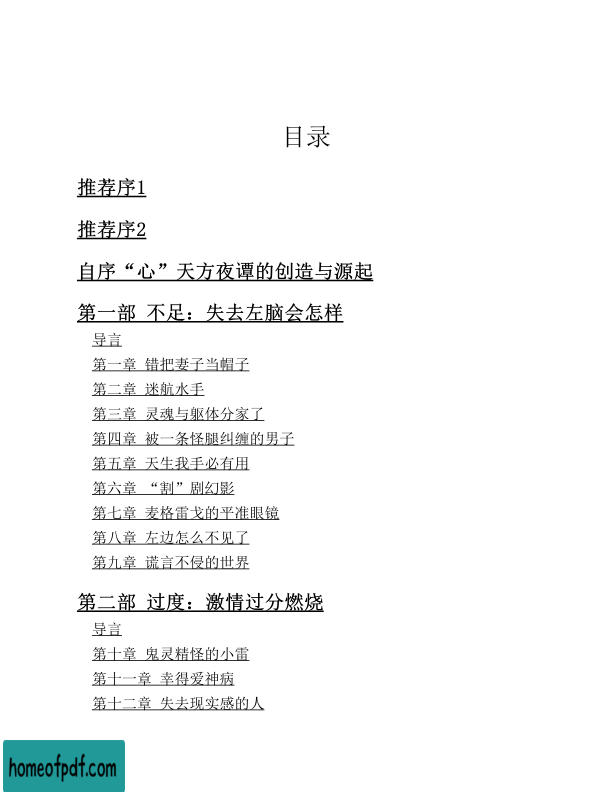 目录
推荐序1
推荐序2
自序“心”天方夜谭的创造与源起
第一部 不足：失去左脑会怎样
导言
第一章 错把妻子当帽子
第二章 迷航水手
第三章 灵魂与躯体分家了
第四章 被一条怪腿纠缠的男子
第五章 天生我手必有用
第六章 “割”剧幻影
第七章 麦格雷戈的平准眼镜
第八章 左边怎么不见了
第九章 谎言不侵的世界
第二部 过度：激情过分燃烧
导言
第十章 鬼灵精怪的小雷
第十一章 幸得爱神病
第十二章 失去现实感的人
homeofpdf.com